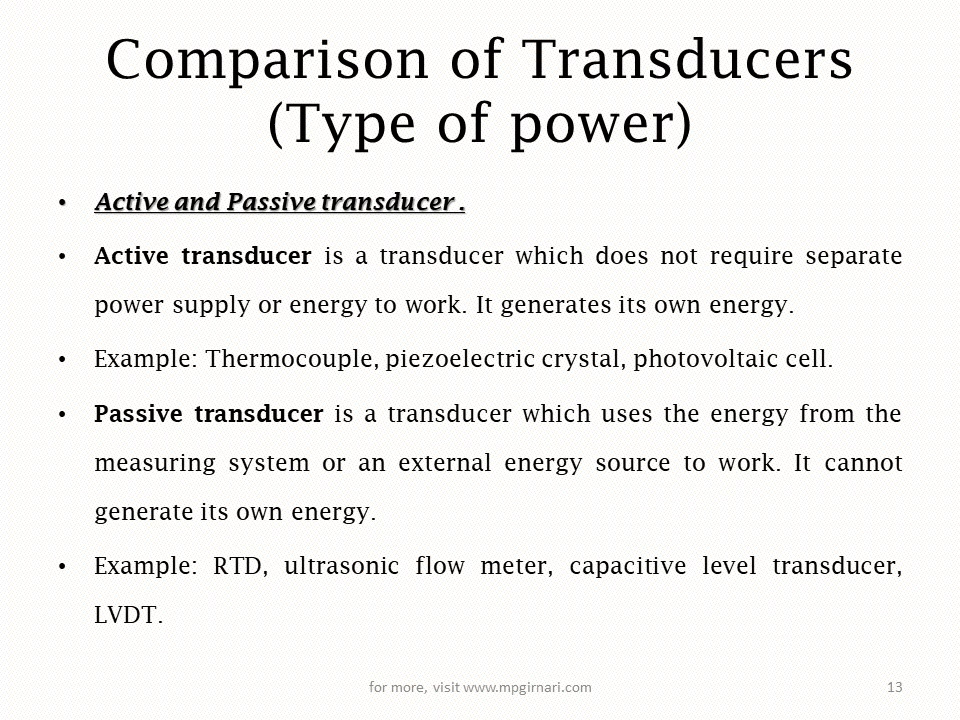 Comparison of Transducers
(Type of power)
• Active and Passive transducer .
• Active transducer is a transducer which does not require separate
power supply or energy to work. It generates its own energy.
• Example: Thermocouple, piezoelectric crystal, photovoltaic cell.
• Passive transducer is a transducer which uses the energy from the
measuring system or an external energy source to work. It cannot
generate its own energy.
• Example: RTD, ultrasonic flow meter, capacitive level transducer,
LVDT.
for more, visit www.mpgirnari.com
13